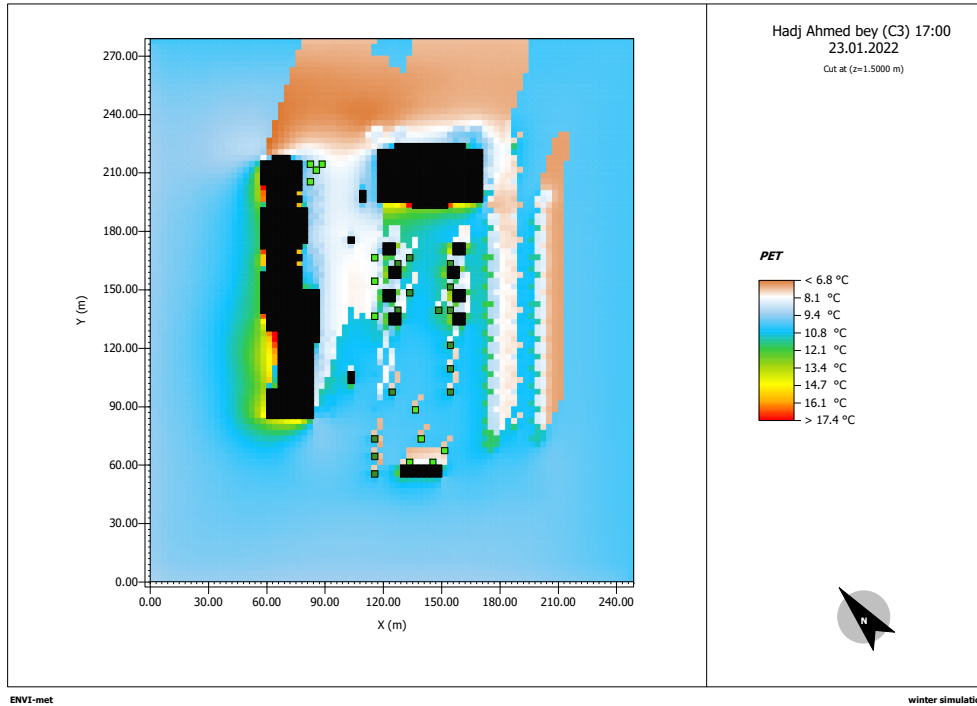 Hadj Ahmed bey (C3) 17:00
23.01.2022
Cut at (z=1.5000 m)
270.00
240.00
210.00
180.00
150.00
120.00
90.00
60.00
30.00
0.00
Y (m)
0.00 30.00 60.00 90.00 120.00 150.00 180.00 210.00 240.00
X (m)
PET
< 6.8 °C
8.1 °C
9.4 °C
10.8 °C
12.1 °C
13.4 °C
14.7 °C
16.1 °C
> 17.4 °C
N
ENVI-met
winter simulatio